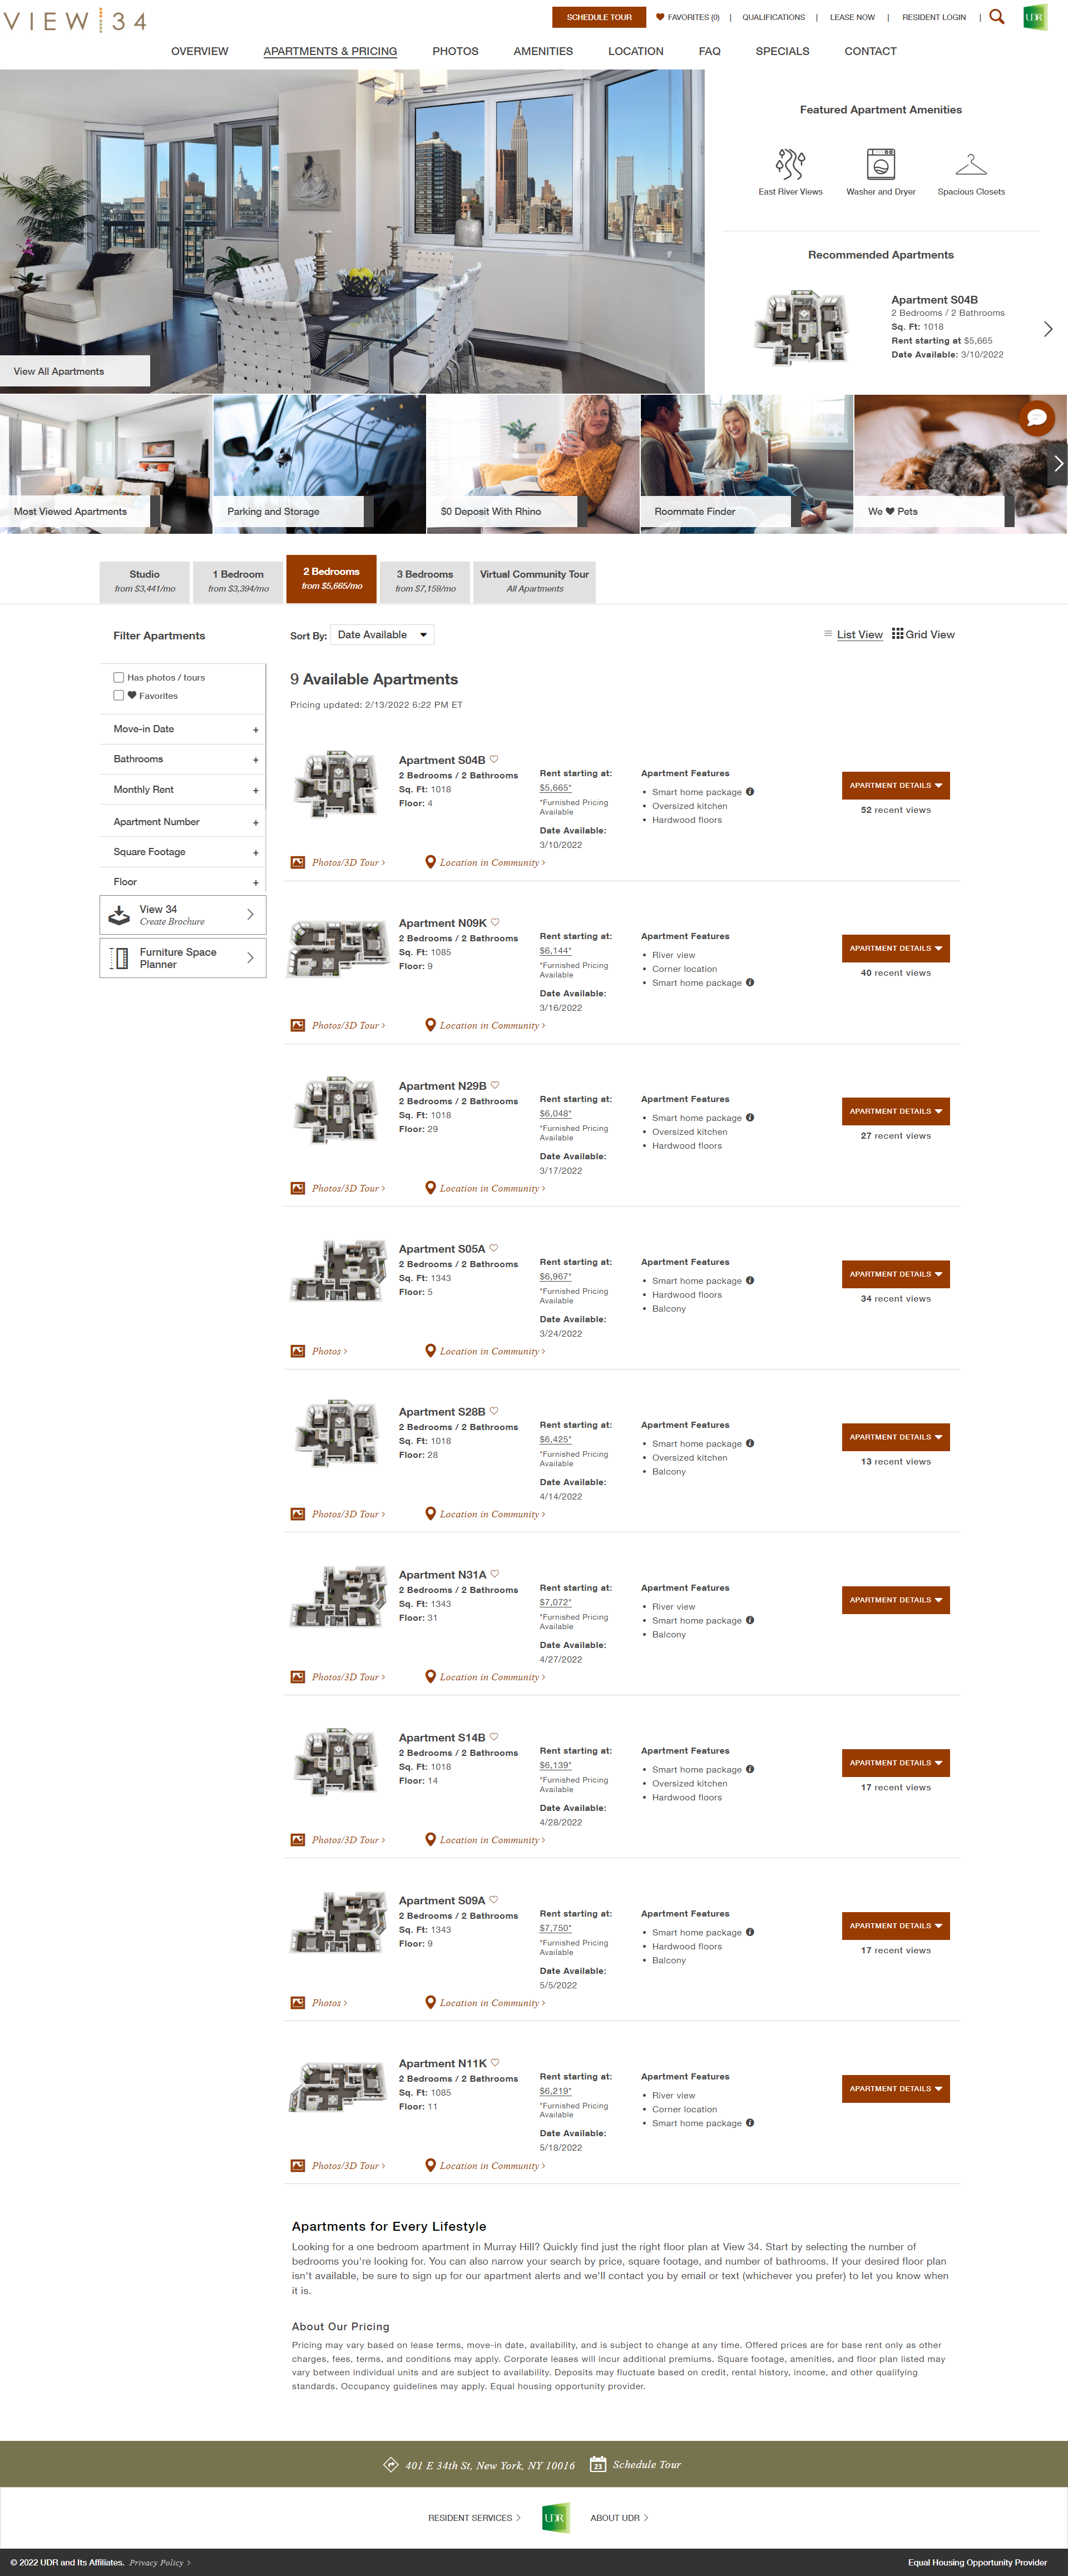 VIEW 34
SCHEDULE TOUR
FAVORITES (0) | QUALIFICATIONS | LEASE NOW | RESIDENT LOGIN |
UDR
OVERVIEW
APARTMENTS & PRICING
PHOTOS
AMENITIES
LOCATION
FAQ
SPECIALS
CONTACT
View All Apartments
Featured Apartment Amenities
East River Views
Washer and Dryer
Spacious Closets
Recommended Apartments
Apartment S04B
2 Bedrooms / 2 Bathrooms
Sq. Ft: 1018
Rent starting at $5,665
Date Available: 3/10/2022
Most Viewed Apartments
Parking and Storage
$0 Deposit With Rhino
Roommate Finder
We ♥ Pets
Studio
from $3,441/mo
1 Bedroom
from $3,394/mo
2 Bedrooms
from $5,665/mo
3 Bedrooms
from $7,159/mo
Virtual Community Tour
All Apartments
Filter Apartments
Has photos / tours
Favorites
Move-in Date +
Bathrooms +
Monthly Rent +
Apartment Number +
Square Footage +
Floor +
View 34
Create Brochure
Furniture Space
Planner
Sort By: Date Available
List View
Grid View
9 Available Apartments
Pricing updated: 2/13/2022 6:22 PM ET
Apartment S04B
2 Bedrooms / 2 Bathrooms
Sq. Ft: 1018
Floor: 4
Rent starting at:
$5,665*
*Furnished Pricing
Available
Date Available:
3/10/2022
Apartment Features
• Smart home package
• Oversized kitchen
• Hardwood floors
APARTMENT DETAILS
52 recent views
Photos/3D Tour >
Location in Community >
Apartment N09K
2 Bedrooms / 2 Bathrooms
Sq. Ft: 1085
Floor: 9
Rent starting at:
$6,144*
*Furnished Pricing
Available
Date Available:
3/16/2022
Apartment Features
• River view
• Corner location
• Smart home package
APARTMENT DETAILS
40 recent views
Photos/3D Tour >
Location in Community >
Apartment N29B
2 Bedrooms / 2 Bathrooms
Sq. Ft: 1018
Floor: 29
Rent starting at:
$6,048*
*Furnished Pricing
Available
Date Available:
3/17/2022
Apartment Features
• Smart home package
• Oversized kitchen
• Hardwood floors
APARTMENT DETAILS
27 recent views
Photos/3D Tour >
Location in Community >
Apartment S05A
2 Bedrooms / 2 Bathrooms
Sq. Ft: 1343
Floor: 5
Rent starting at:
$6,967*
*Furnished Pricing
Available
Date Available:
3/24/2022
Apartment Features
• Smart home package
• Hardwood floors
• Balcony
APARTMENT DETAILS
34 recent views
Photos >
Location in Community >
Apartment S28B
2 Bedrooms / 2 Bathrooms
Sq. Ft: 1018
Floor: 28
Rent starting at:
$6,425*
*Furnished Pricing
Available
Date Available:
4/14/2022
Apartment Features
• Smart home package
• Oversized kitchen
• Balcony
APARTMENT DETAILS
13 recent views
Photos/3D Tour >
Location in Community >
Apartment N31A
2 Bedrooms / 2 Bathrooms
Sq. Ft: 1343
Floor: 31
Rent starting at:
$7,072*
*Furnished Pricing
Available
Date Available:
4/27/2022
Apartment Features
• River view
• Smart home package
• Balcony
APARTMENT DETAILS
Photos/3D Tour >
Location in Community >
Apartment S14B
2 Bedrooms / 2 Bathrooms
Sq. Ft: 1018
Floor: 14
Rent starting at:
$6,139*
*Furnished Pricing
Available
Date Available:
4/28/2022
Apartment Features
• Smart home package
• Oversized kitchen
• Hardwood floors
APARTMENT DETAILS
17 recent views
Photos/3D Tour >
Location in Community >
Apartment S09A
2 Bedrooms / 2 Bathrooms
Sq. Ft: 1343
Floor: 9
Rent starting at:
$7,750*
*Furnished Pricing
Available
Date Available:
5/5/2022
Apartment Features
• Smart home package
• Hardwood floors
• Balcony
APARTMENT DETAILS
17 recent views
Photos >
Location in Community >
Apartment N11K
2 Bedrooms / 2 Bathrooms
Sq. Ft: 1085
Floor: 11
Rent starting at:
$6,219*
*Furnished Pricing
Available
Date Available:
5/18/2022
Apartment Features
• River view
• Corner location
• Smart home package
APARTMENT DETAILS
Photos/3D Tour >
Location in Community >
Apartments for Every Lifestyle
Looking for a one bedroom apartment in Murray Hill? Quickly find just the right floor plan at View 34. Start by selecting the number of
bedrooms you're looking for. You can also narrow your search by price, square footage, and number of bathrooms. If your desired floor plan
isn't available, be sure to sign up for our apartment alerts and we'll contact you by email or text (whichever you prefer) to let you know when
it is.
About Our Pricing
Pricing may vary based on lease terms, move-in date, availability, and is subject to change at any time. Offered prices are for base rent only as other
charges, fees, terms, and conditions may apply. Corporate leases will incur additional premiums. Square footage, amenities, and floor plan listed may
vary between individual units and are subject to availability. Deposits may fluctuate based on credit, rental history, income, and other qualifying
standards. Occupancy guidelines may apply. Equal housing opportunity provider.
401 E 34th St, New York, NY 10016
23
Schedule Tour
RESIDENT SERVICES >
UDR
ABOUT UDR >
© 2022 UDR and Its Affiliates. Privacy Policy >
Equal Housing Opportunity Provider